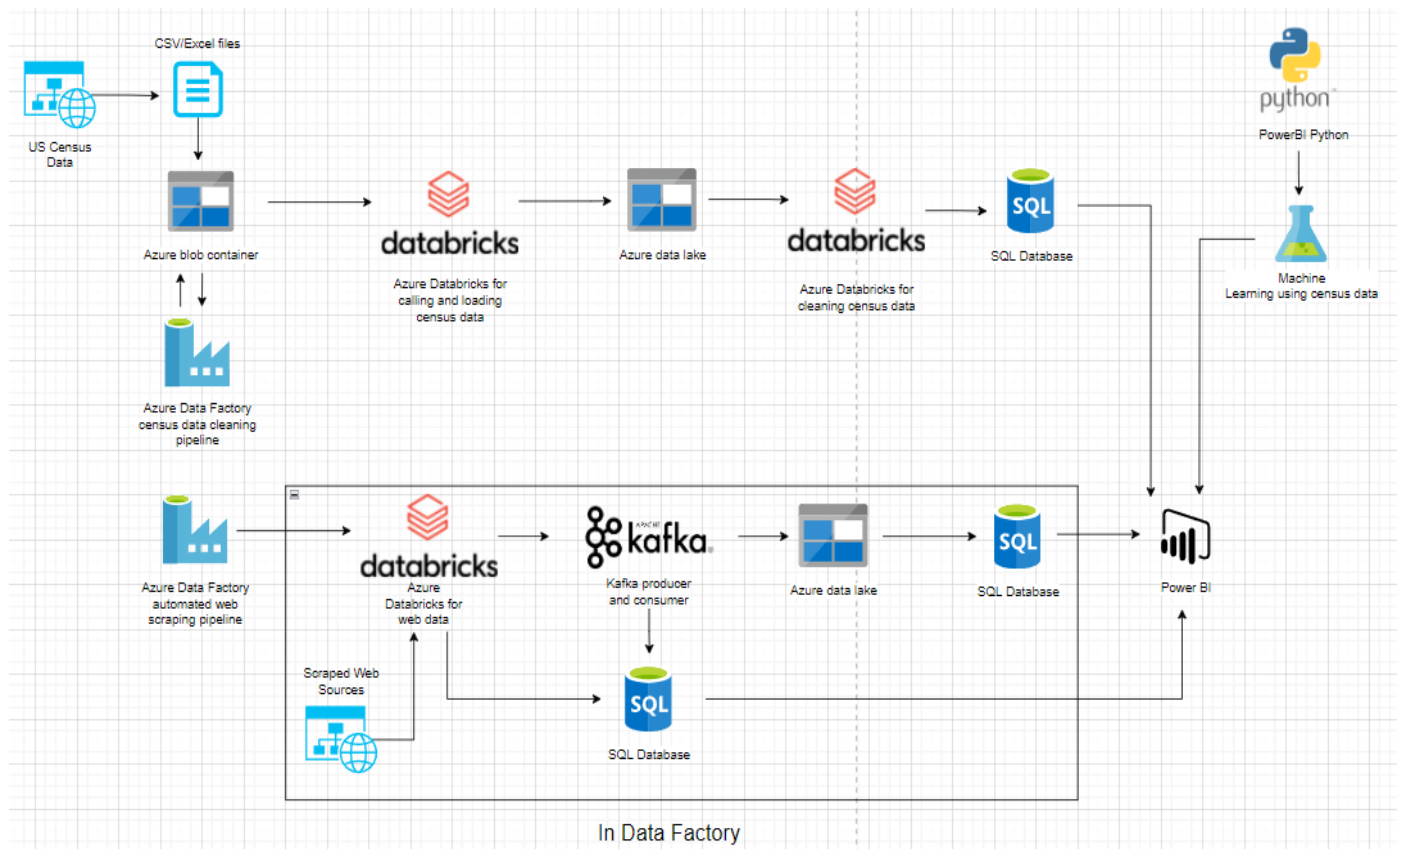 CSV/Excel files
US Census
Data
python
PowerBI Python
Azure blob container
databricks
Azure Databricks for
calling and loading
census data
Azure data lake
databricks
Azure Databricks for
cleaning census data
SQL
SQL Database
Machine
Learning using census data
Azure Data Factory
census data cleaning
pipeline
Azure Data Factory
automated web
scraping pipeline
databricks
Azure
Databricks for
web data
APACHE
kafka
Kafka producer
and consumer
Azure data lake
SQL
SQL Database
Power BI
Scraped Web
Sources
SQL
SQL Database
In Data Factory